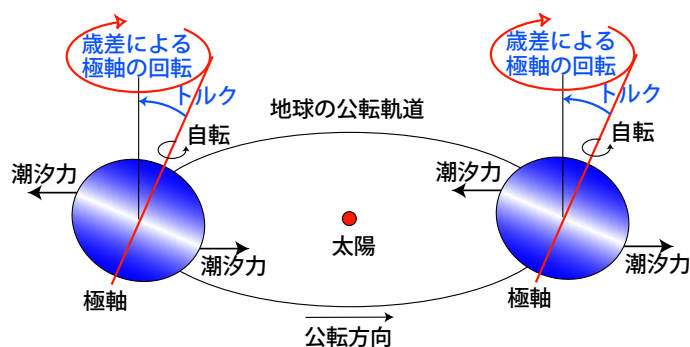 歳差による
極軸の回転
トルク
自転
潮汐力
潮汐力
極軸
地球の公転軌道
太陽
公転方向
歳差による
極軸の回転
トルク
自転
潮汐力
潮汐力
極軸